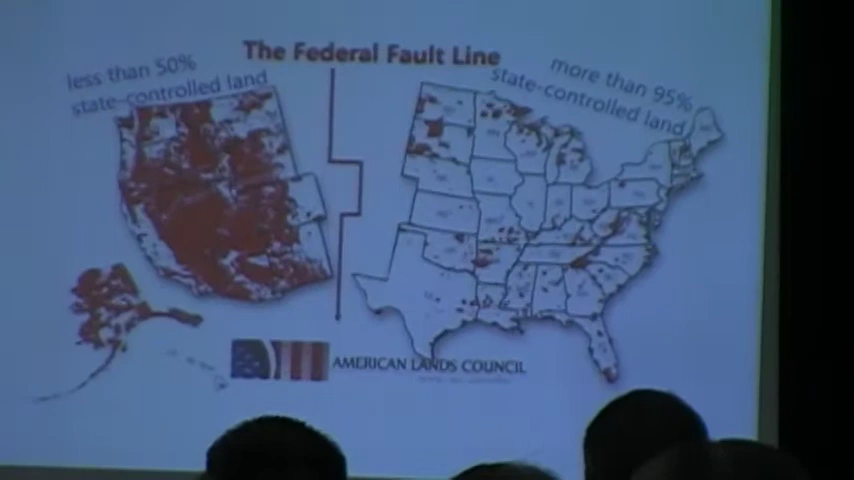 The Federal Fault Line
less than 50%
state-controlled land
more than 95%
state-controlled land
AMERICAN LANDS COUNCIL